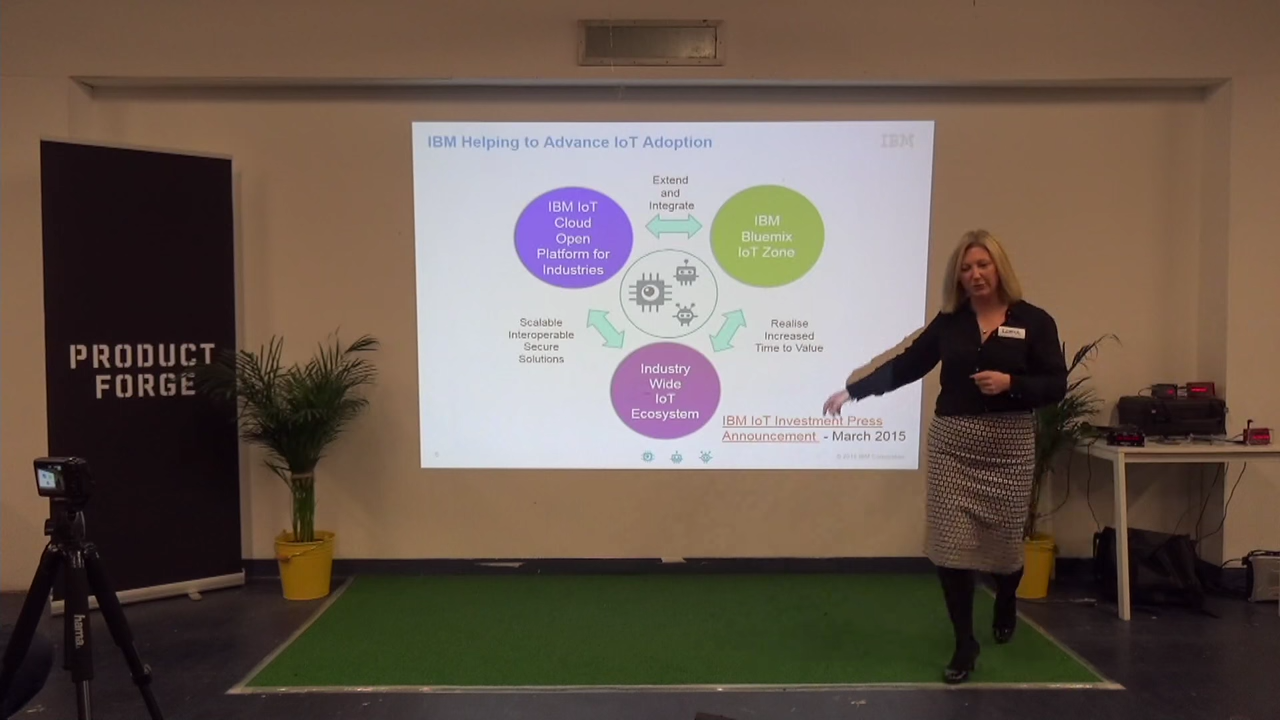 IBM Helping to Advance IoT Adoption
IBM
Extend
and
Integrate
IBM IoT
Cloud
Open
Platform for
Industries
IBM
Bluemix
IoT Zone
Scalable
Interoperable
Secure
Solutions
Realise
Increased
Time to Value
Industry
Wide
IoT
Ecosystem
IBM IoT Investment Press
Announcement - March 2015
PRODUCT
FORGE
hama